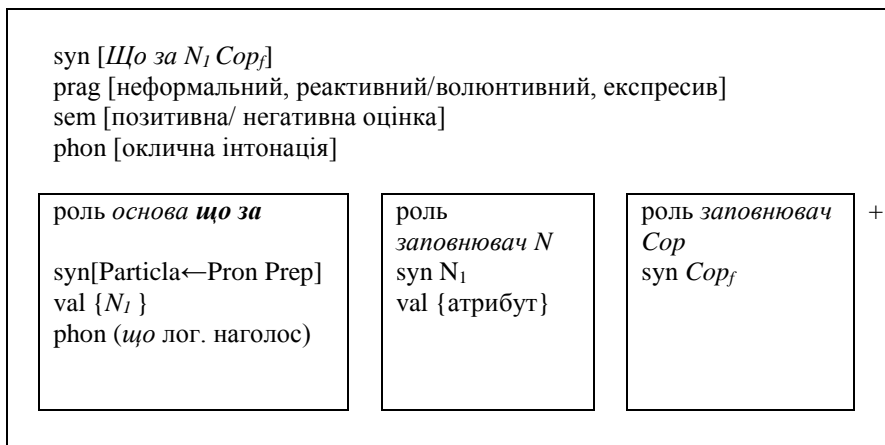 syn [Що за N₁ Copf]
prag [неформальний, реактивний/волюнтивний, експресив]
sem [позитивна/ негативна оцінка]
phon [оклична інтонація]
роль основа що за
syn[Particla←Pron Prep]
val {N₁ }
phon (що лог. наголос)
роль
заповнювач N
syn N₁
val {атрибут}
роль заповнювач
Cop
syn Copf
+